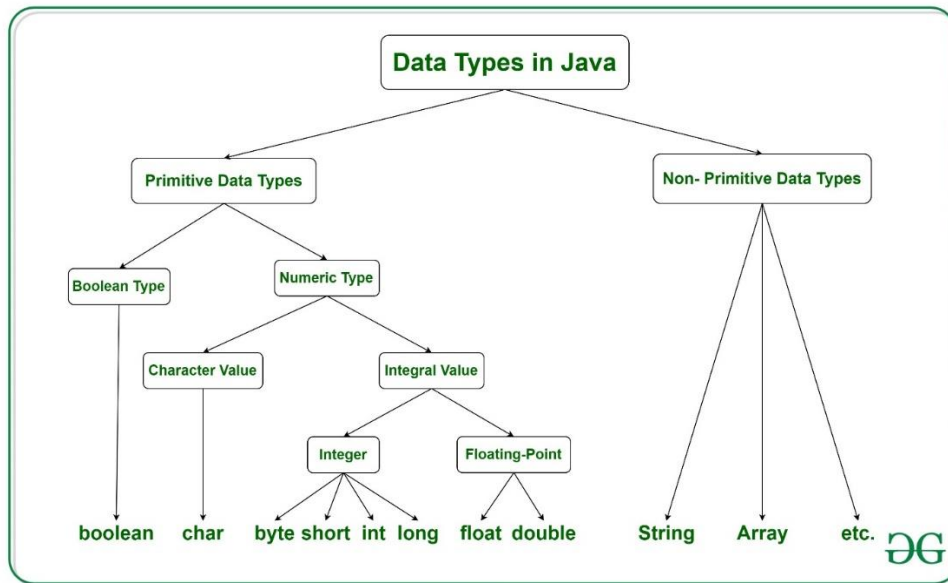 Data Types in Java
Primitive Data Types
Non- Primitive Data Types
Boolean Type
Numeric Type
Character Value
Integral Value
Integer
Floating-Point
boolean char byte short int long float double String Array etc.